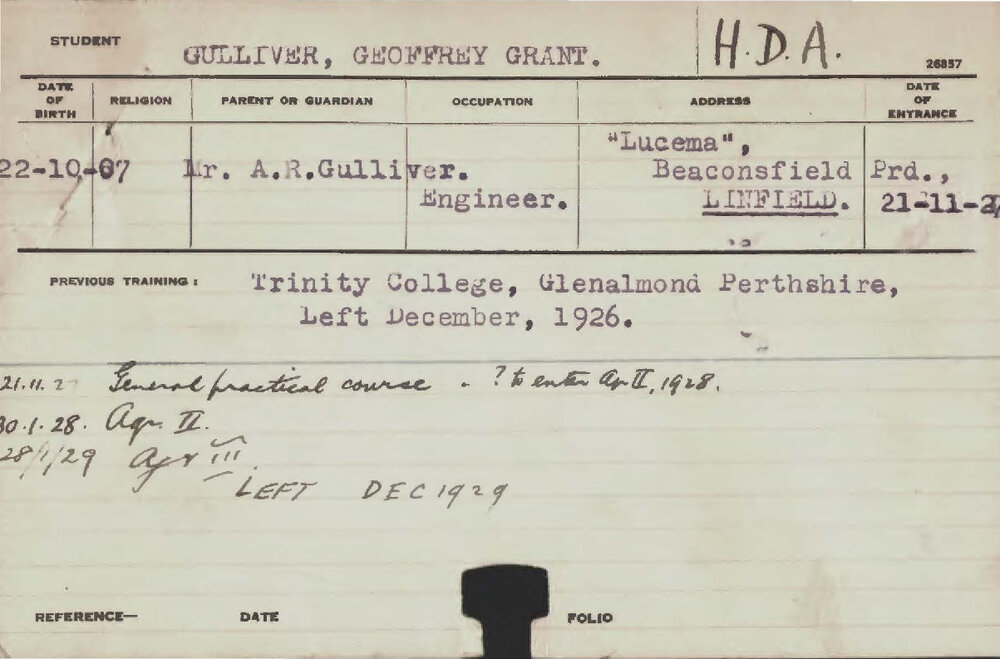 STUDENT GULLIVER, GEOFFREY GRANT. H.D.A. 26857
DATE OF BIRTH RELIGION PARENT OR GUARDIAN OCCUPATION ADDRESS DATE OF ENTRANCE
"Lucema",
22-10-07 Mr. A.R.Gulliver. Beaconsfield Prd.,
Engineer. LINFIELD. 21-11-27
PREVIOUS TRAINING: Trinity College, Glenalmond Perthshire,
Left December, 1926.
21.11.27 General practical course - ? to enter Agr II, 1928.
30.1.28. Agr. II.
28/1/29 Agr III.
LEFT DEC 1929
REFERENCE— DATE FOLIO